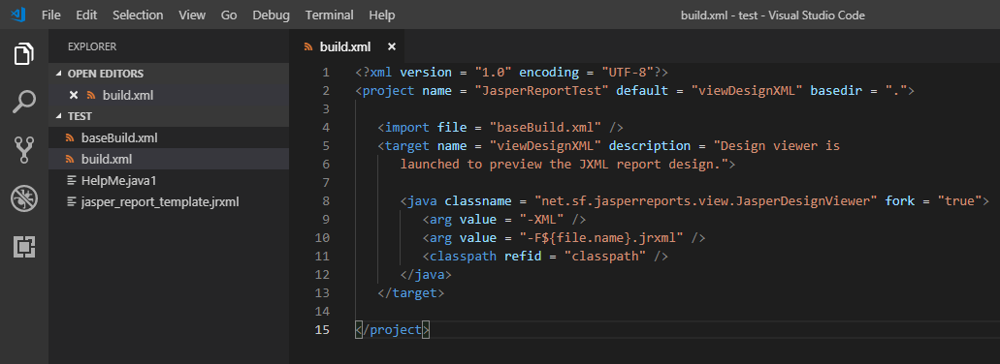 File Edit Selection View Go Debug Terminal Help
build.xml - test - Visual Studio Code
EXPLORER
OPEN EDITORS
build.xml
TEST
baseBuild.xml
build.xml
HelpMe.java1
jasper_report_template.jrxml
build.xml
1 <?xml version = "1.0" encoding = "UTF-8"?>
2 <project name = "JasperReportTest" default = "viewDesignXML" basedir = ".">
3
4 <import file = "baseBuild.xml" />
5 <target name = "viewDesignXML" description = "Design viewer is
6 launched to preview the JXML report design.">
7
8 <java classname = "net.sf.jasperreports.view.JasperDesignViewer" fork = "true">
9 <arg value = "-XML" />
10 <arg value = "-F${file.name}.jrxml" />
11 <classpath refid = "classpath" />
12 </java>
13 </target>
14
15 </project>